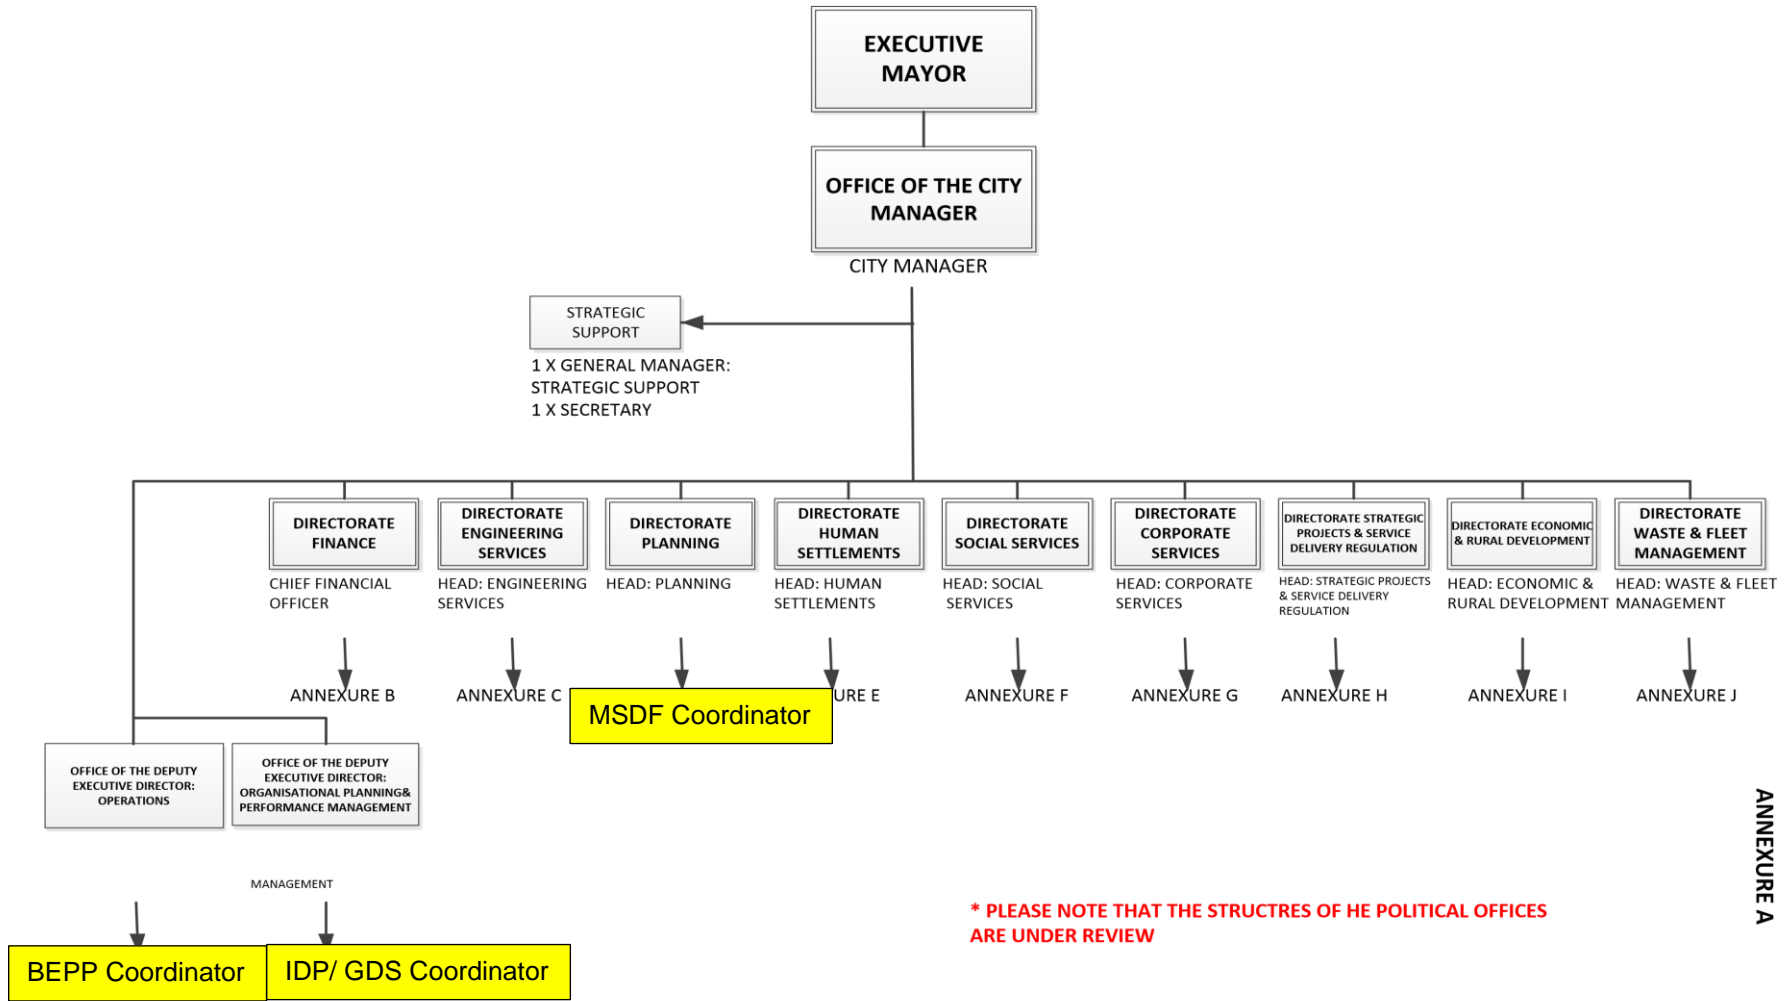 EXECUTIVE
MAYOR
OFFICE OF THE CITY
MANAGER
CITY MANAGER
STRATEGIC
SUPPORT
1 X GENERAL MANAGER:
STRATEGIC SUPPORT
1 X SECRETARY
DIRECTORATE
FINANCE
CHIEF FINANCIAL
OFFICER
ANNEXURE B
DIRECTORATE
ENGINEERING
SERVICES
HEAD: ENGINEERING
SERVICES
ANNEXURE C
DIRECTORATE
PLANNING
HEAD: PLANNING
MSDF Coordinator
DIRECTORATE
HUMAN
SETTLEMENTS
HEAD: HUMAN
SETTLEMENTS
URE E
DIRECTORATE
SOCIAL SERVICES
HEAD: SOCIAL
SERVICES
ANNEXURE F
DIRECTORATE
CORPORATE
SERVICES
HEAD: CORPORATE
SERVICES
ANNEXURE G
DIRECTORATE STRATEGIC
PROJECTS & SERVICE
DELIVERY REGULATION
HEAD: STRATEGIC PROJECTS
& SERVICE DELIVERY
REGULATION
ANNEXURE H
DIRECTORATE ECONOMIC
& RURAL DEVELOPMENT
HEAD: ECONOMIC &
RURAL DEVELOPMENT
ANNEXURE I
DIRECTORATE
WASTE & FLEET
MANAGEMENT
HEAD: WASTE & FLEET
MANAGEMENT
ANNEXURE J
OFFICE OF THE DEPUTY
EXECUTIVE DIRECTOR:
OPERATIONS
OFFICE OF THE DEPUTY
EXECUTIVE DIRECTOR:
ORGANISATIONAL PLANNING&
PERFORMANCE MANAGEMENT
MANAGEMENT
BEPP Coordinator
IDP/ GDS Coordinator
* PLEASE NOTE THAT THE STRUCTRES OF HE POLITICAL OFFICES
ARE UNDER REVIEW
ANNEXURE A